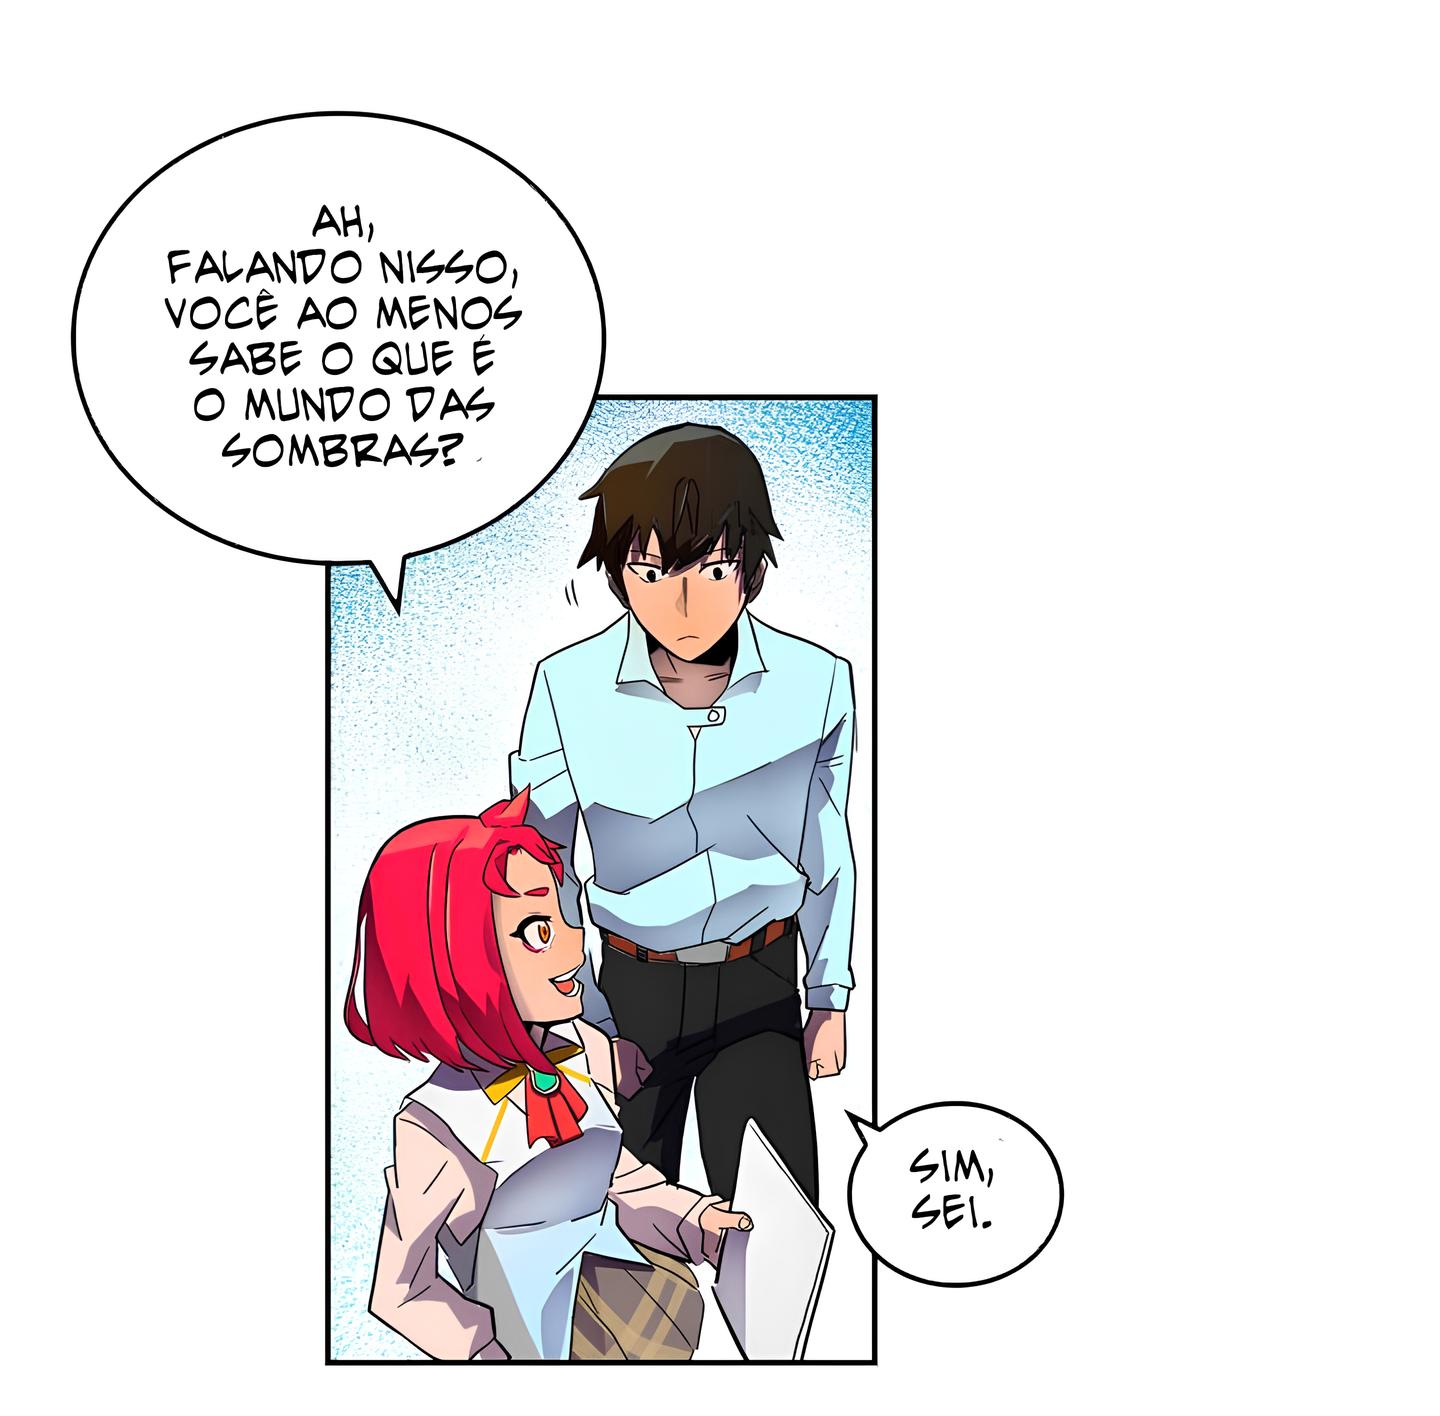 AH,
FALANDO NISSO,
VOCÊ AO MENOS
SABE O QUE É
O MUNDO DAS
SOMBRAS?
SIM,
SEI.